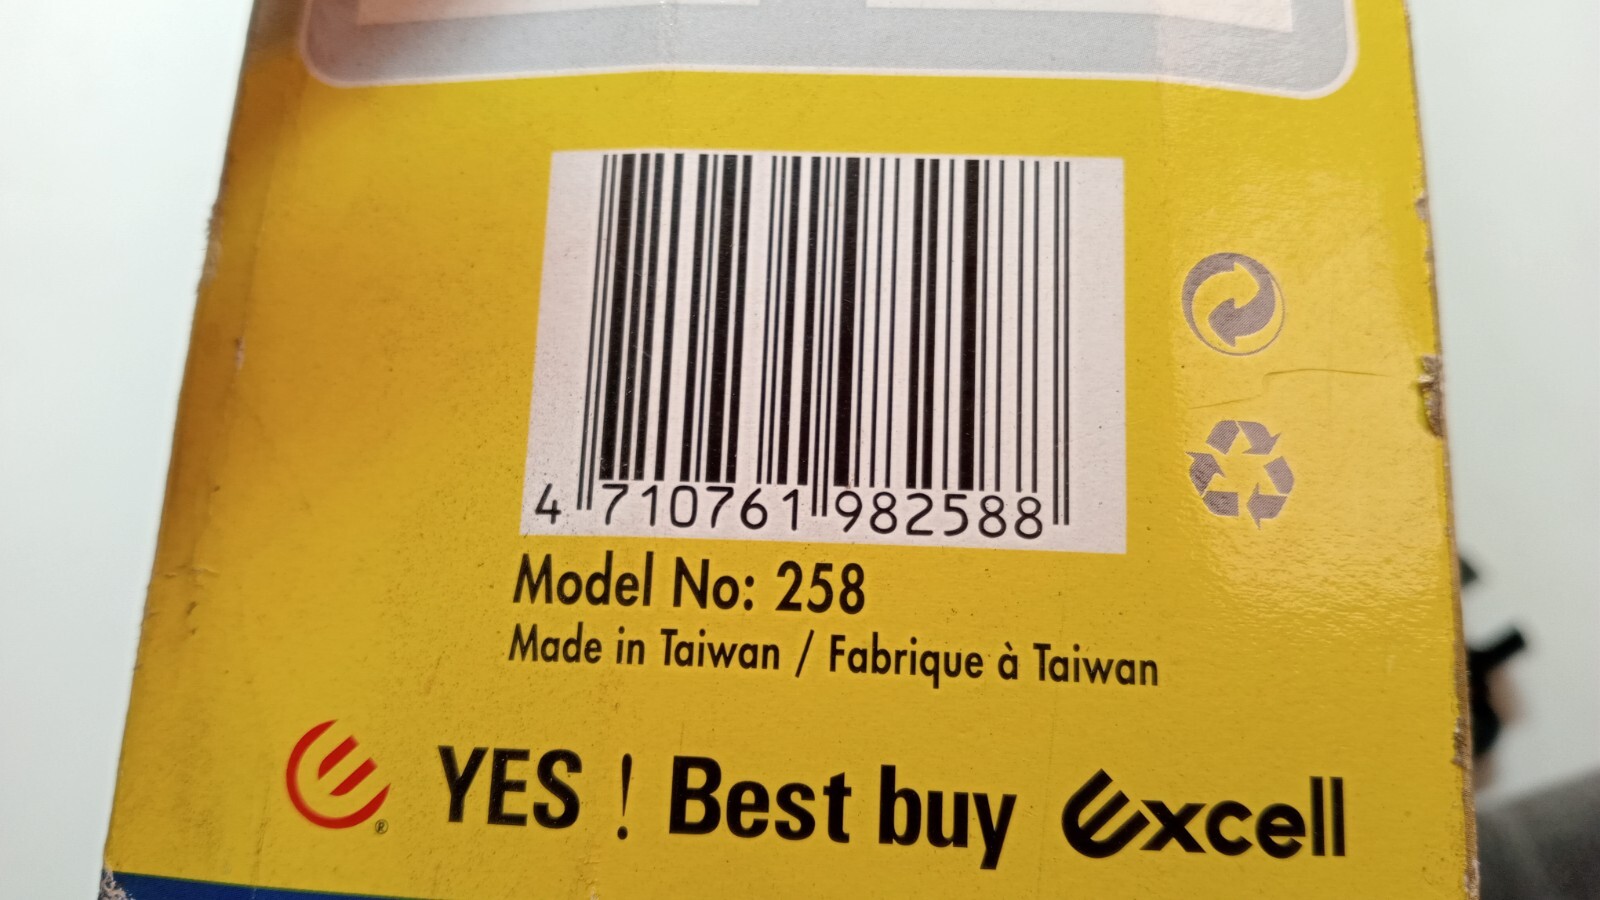 4 710761 982588
Model No: 258
Made in Taiwan / Fabrique à Taiwan
® YES ! Best buy Excell